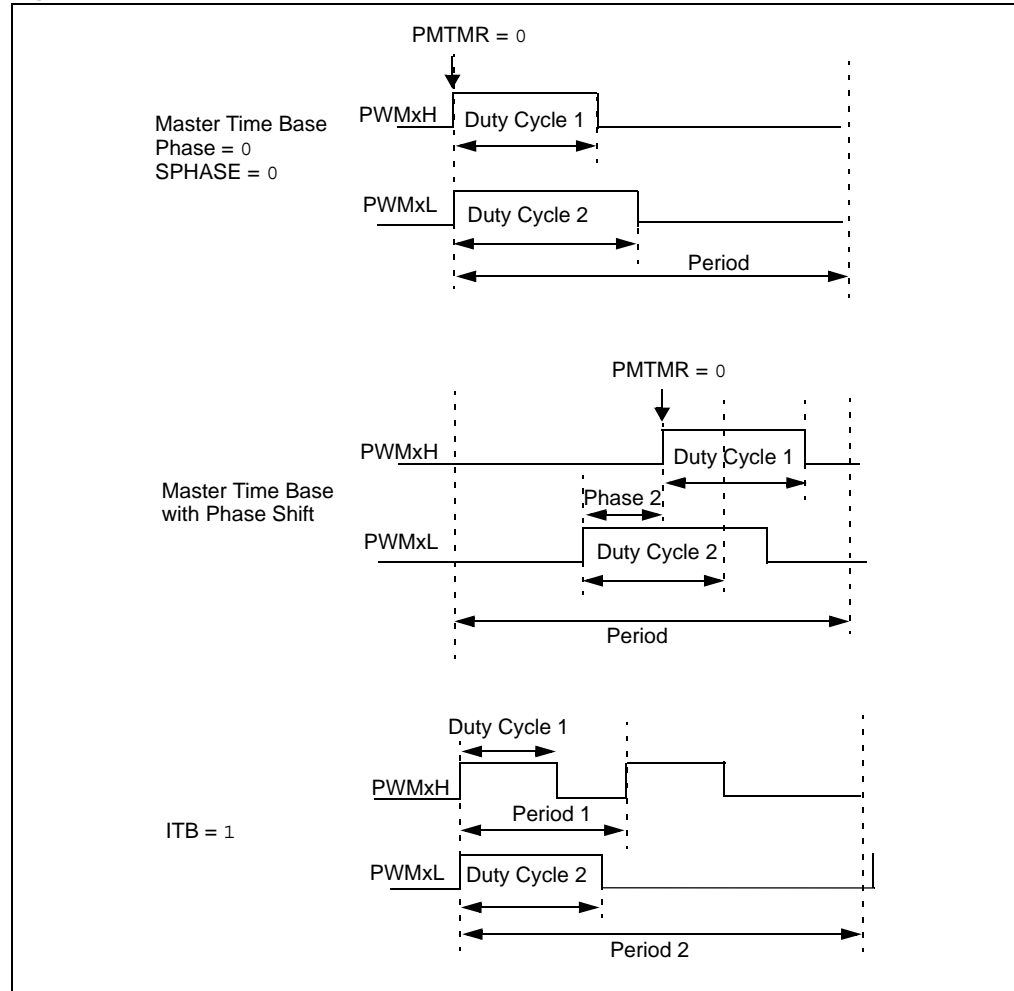 PMTMR = 0
Master Time Base
Phase = 0
SPHASE = 0
PWMxH
Duty Cycle 1
PWMxL
Duty Cycle 2
Period
PMTMR = 0
Master Time Base
with Phase Shift
PWMxH
Duty Cycle 1
Phase 2
PWMxL
Duty Cycle 2
Period
ITB = 1
Duty Cycle 1
PWMxH
Period 1
PWMxL
Duty Cycle 2
Period 2